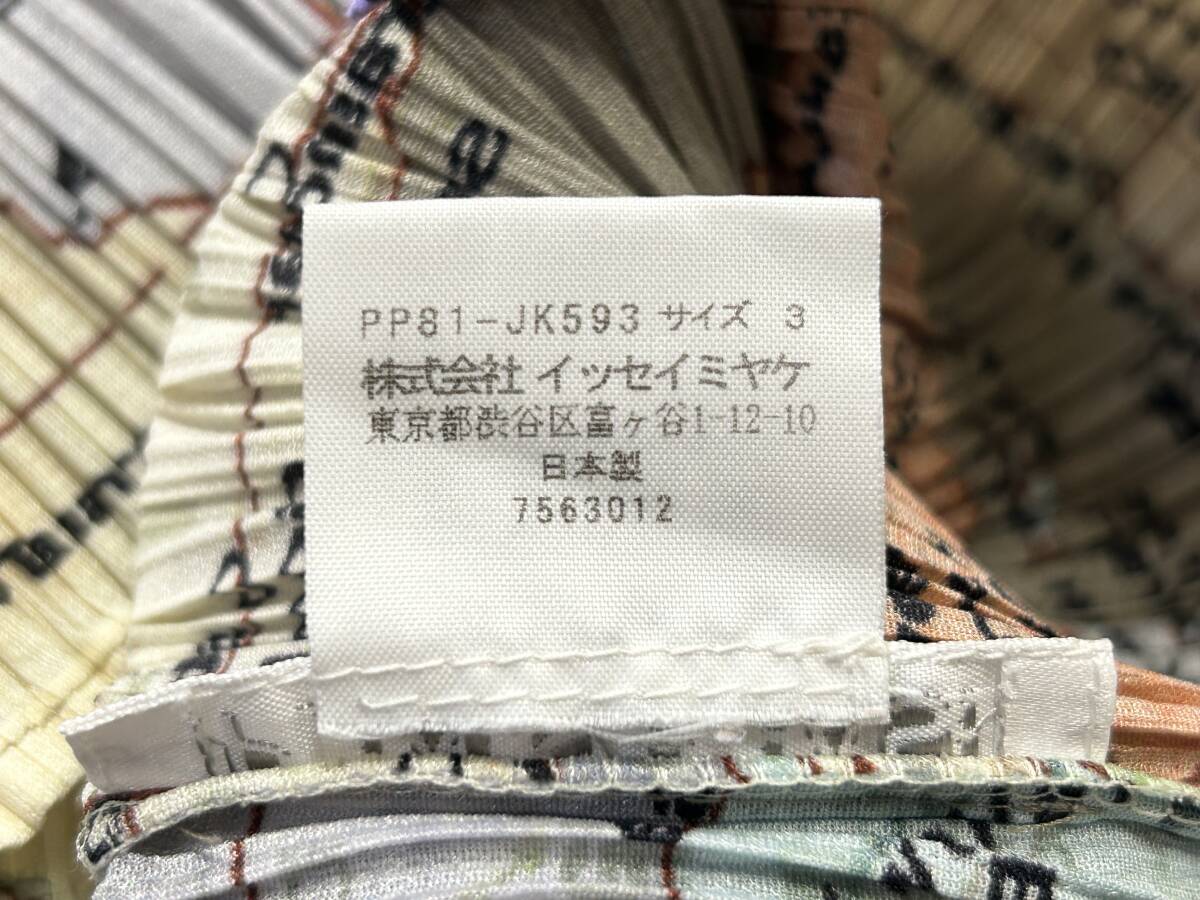 PP81-JK593 サイズ 3
株式会社 イッセイミヤケ
東京都渋谷区富ヶ谷1-12-10
日本製
7563012